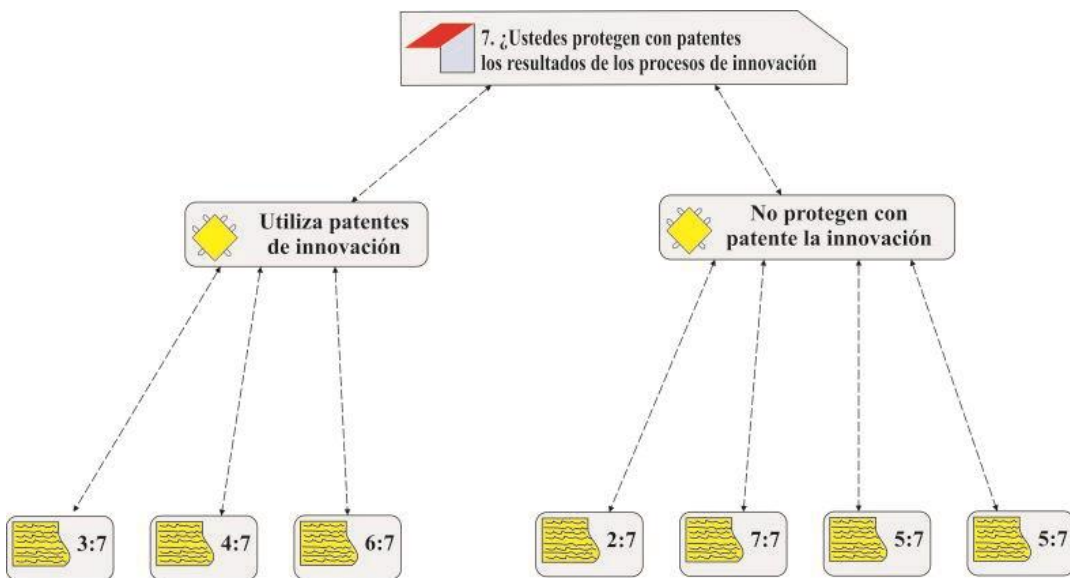 7. ¿Ustedes protegen con patentes
los resultados de los procesos de innovación
Utiliza patentes
de innovación
No protegen con
patente la innovación
3:7
4:7
6:7
2:7
7:7
5:7
5:7